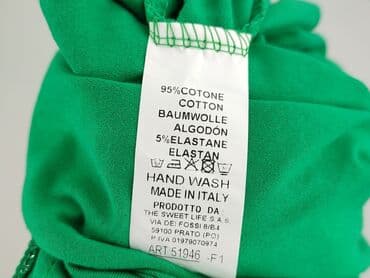 95%COTONE
COTTON
BAUMWOLLE
ALGODÓN
5%ELASTANE
ELASTAN
HAND WASH
MADE IN ITALY
PRODOTTO DA
THE SWEET LIFE S.A.S.
VIA DEI FOSSI 8/B4
59100 PRATO (PO)
P. IVA 01979070974
ART 51946 -F1